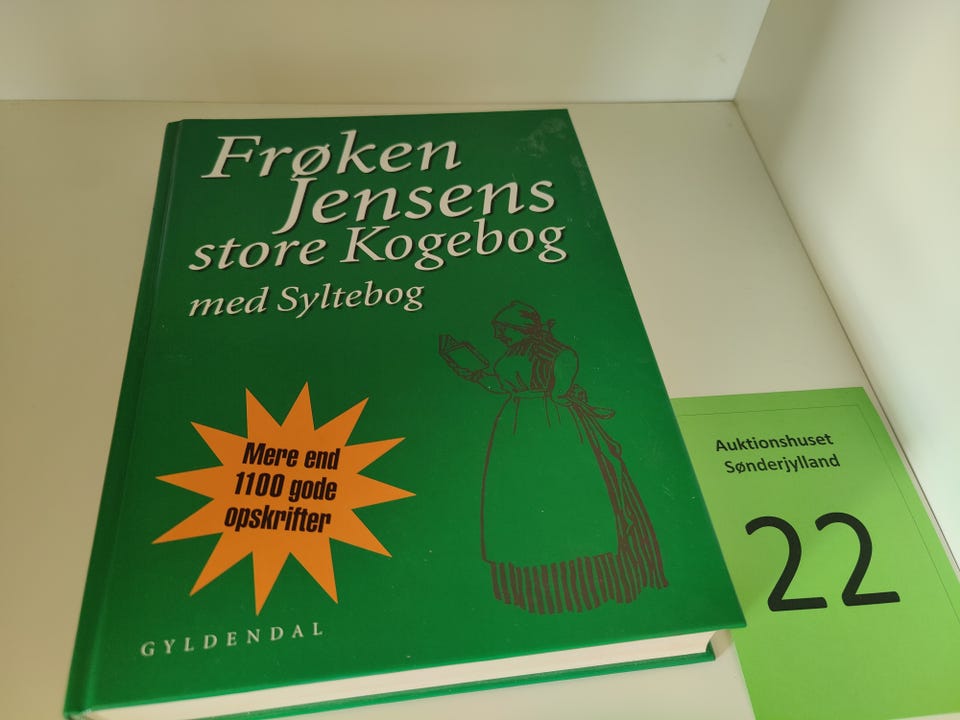 Frøken
Jensens
store Kogebog
med Syltebog
Mere end
1100 gode
opskrifter
GYLDENDAL
Auktionshuset
Sønderjylland
22